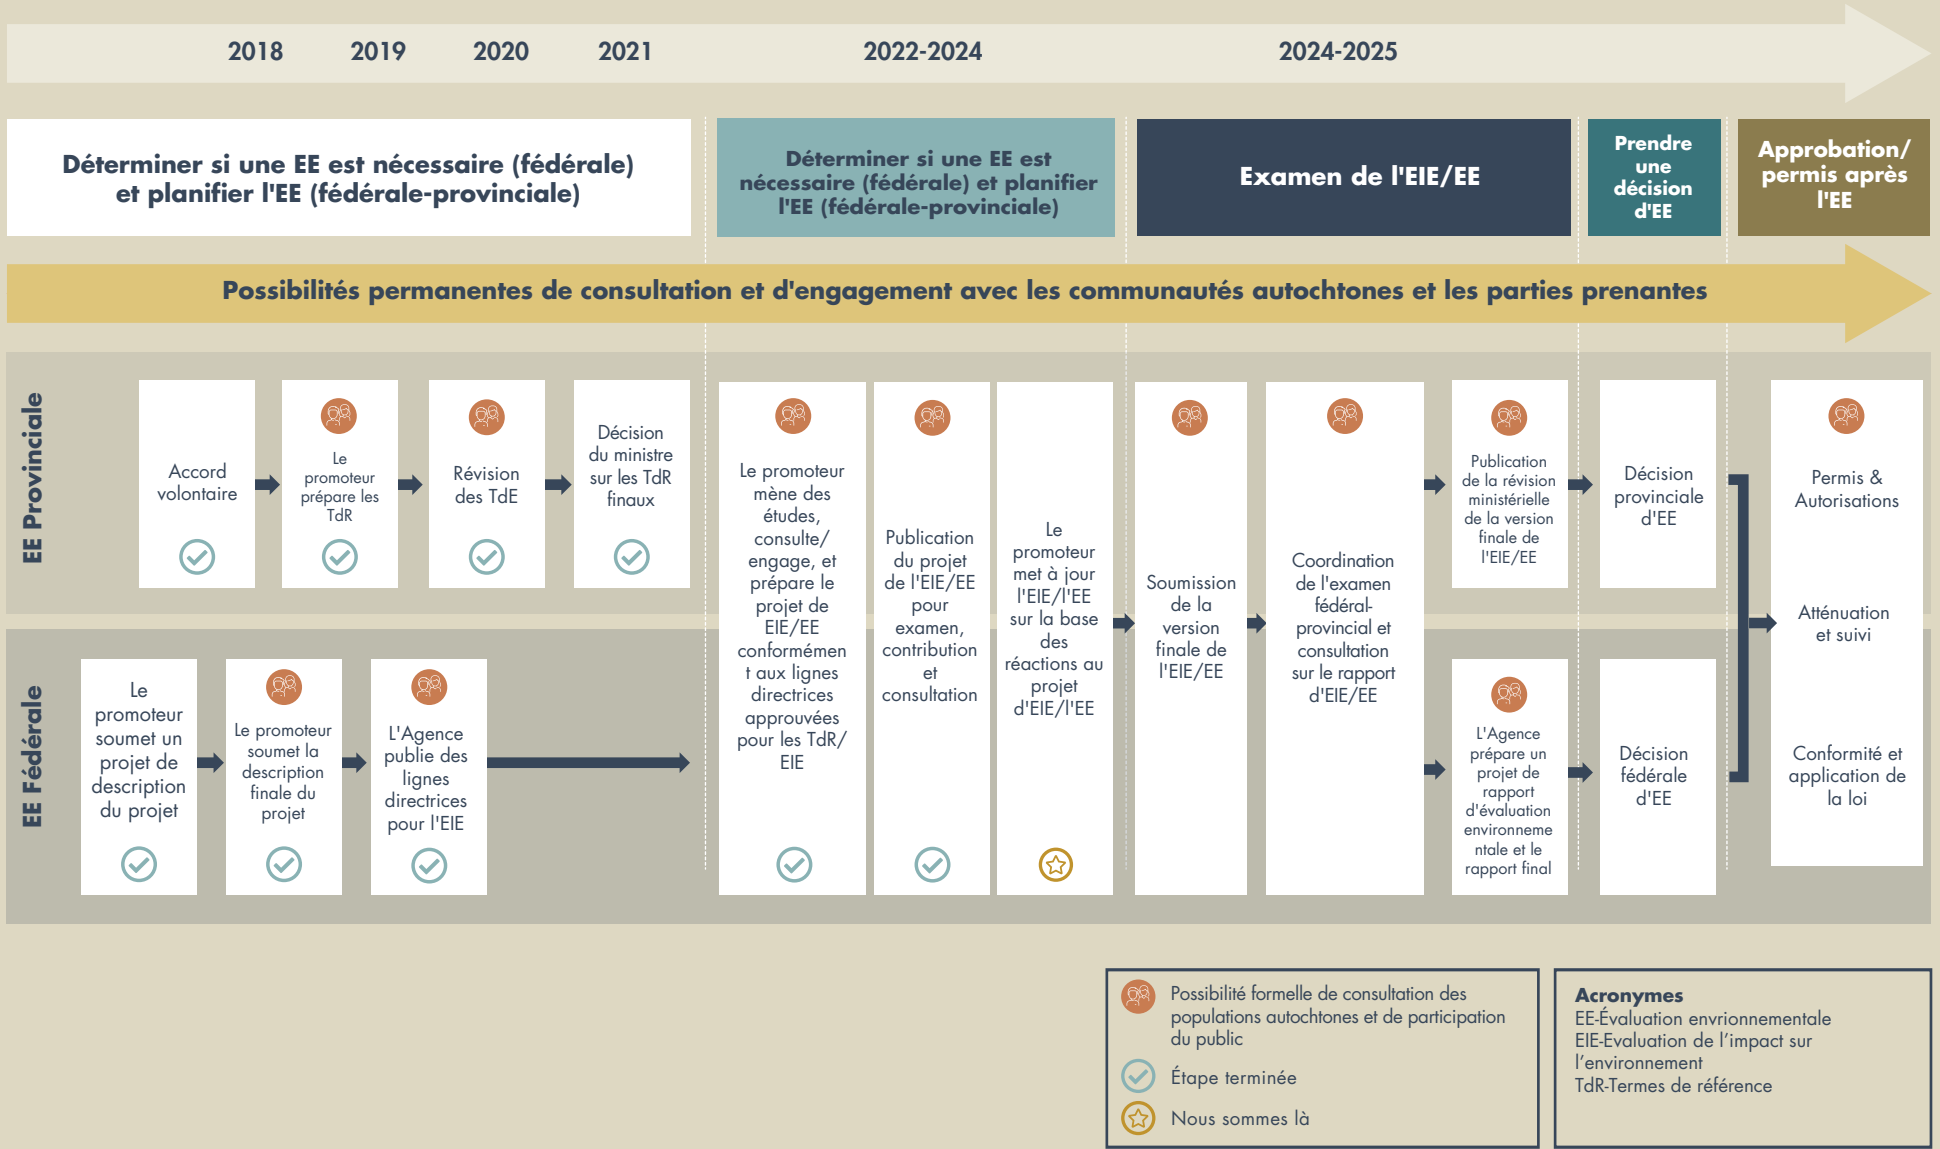 2018
2019
2020
2021
2022-2024
2024-2025
Déterminer si une EE est nécessaire (fédérale)
et planifier l'EE (fédérale-provinciale)
Déterminer si une EE est
nécessaire (fédérale) et planifier
l'EE (fédérale-provinciale)
Examen de l'EIE/EE
Prendre
une
décision
d'EE
Approbation/
permis après
l'EE
Possibilités permanentes de consultation et d'engagement avec les communautés autochtones et les parties prenantes
EE Provinciale
Accord
volontaire
Le
promoteur
prépare les
TdR
Révision
des TdE
Décision
du ministre
sur les TdR
finaux
EE Fédérale
Le
promoteur
soumet un
projet de
description
du projet
Le promoteur
soumet la
description
finale du
projet
L'Agence
publie des
lignes
directrices
pour l'EIE
Le promoteur
mène des
études,
consulte/
engage, et
prépare le
projet de
EIE/EE
conformémen
t aux lignes
directrices
approuvées
pour les TdR/
EIE
Publication
du projet
de l'EIE/EE
pour
examen,
contribution
et
consultation
Le
promoteur
met à jour
l'EIE/l'EE
sur la base
des
réactions au
projet
d'EIE/l'EE
Soumission
de la
version
finale de
l'EIE/EE
Coordination
de l'examen
fédéral-
provincial et
consultation
sur le rapport
d'EIE/EE
Publication
de la révision
ministérielle
de la version
finale de
l'EIE/EE
L'Agence
prépare un
projet de
rapport
d'évaluation
environneme
ntale et le
rapport final
Décision
provinciale
d'EE
Décision
fédérale
d'EE
Permis &
Autorisations
Atténuation
et suivi
Conformité et
application de
la loi
Possibilité formelle de consultation des
populations autochtones et de participation
du public
Étape terminée
Nous sommes là
Acronymes
EE-Évaluation envrionnementale
EIE-Evaluation de l’impact sur
l’environnement
TdR-Termes de référence